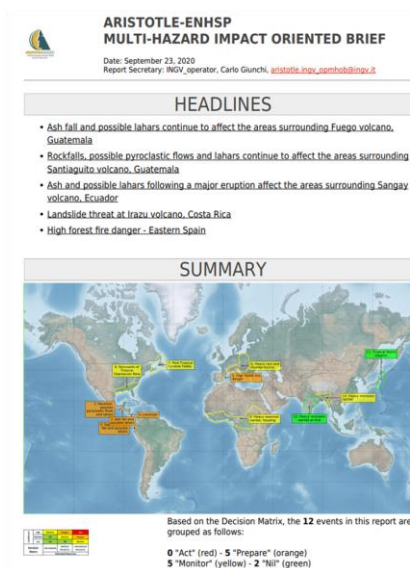 ARISTOTLE-ENHSP
MULTI-HAZARD IMPACT ORIENTED BRIEF
Date: September 23, 2020
Report Secretary: INGV_operator, Carlo Giunchi, aristotle.ingv_opmhob@ingv.it
HEADLINES
• Ash fall and possible lahars continue to affect the areas surrounding Fuego volcano,
Guatemala
• Rockfalls, possible pyroclastic flows and lahars continue to affect the areas surrounding
Santiaguito volcano, Guatemala
• Ash and possible lahars following a major eruption affect the areas surrounding Sangay
volcano, Ecuador
• Landslide threat at Irazu volcano, Costa Rica
• High forest fire danger - Eastern Spain
SUMMARY
Based on the Decision Matrix, the 12 events in this report are
grouped as follows:
0 "Act" (red) - 5 "Prepare" (orange)
5 "Monitor" (yellow) - 2 "Nil" (green)